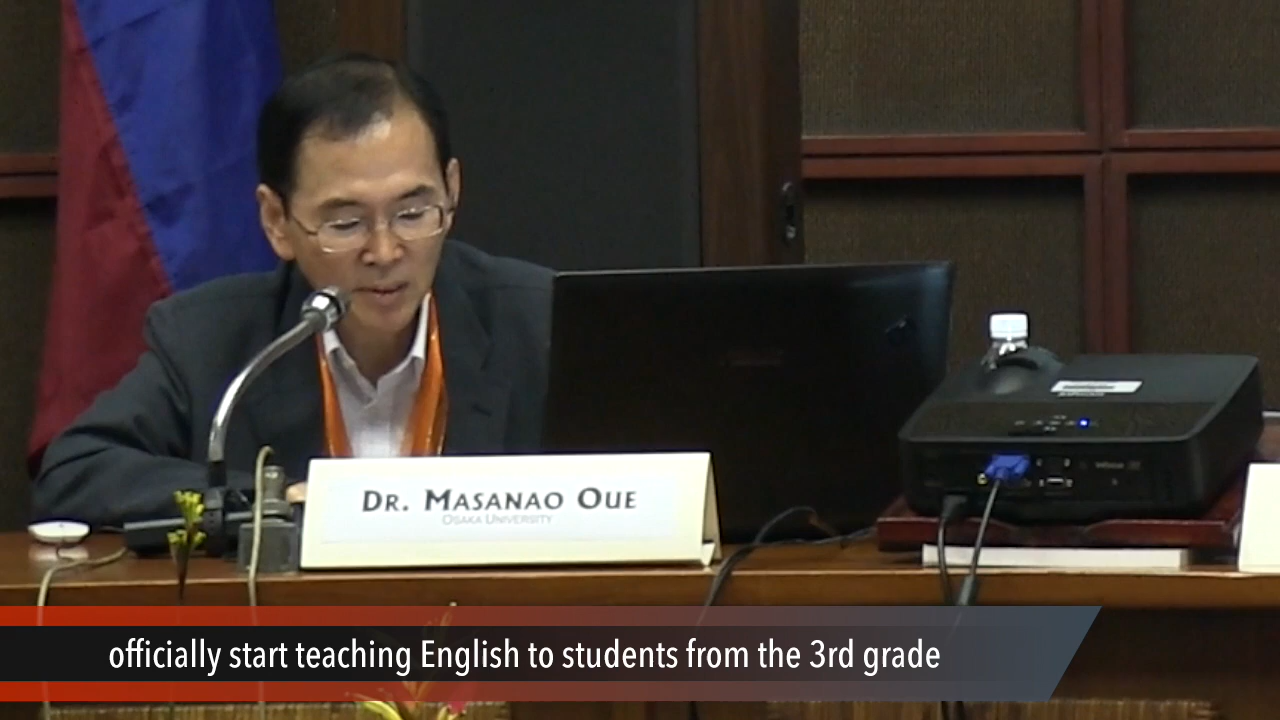 DR. MASANAO OUE
OSAKA UNIVERSITY
officially start teaching English to students from the 3rd grade